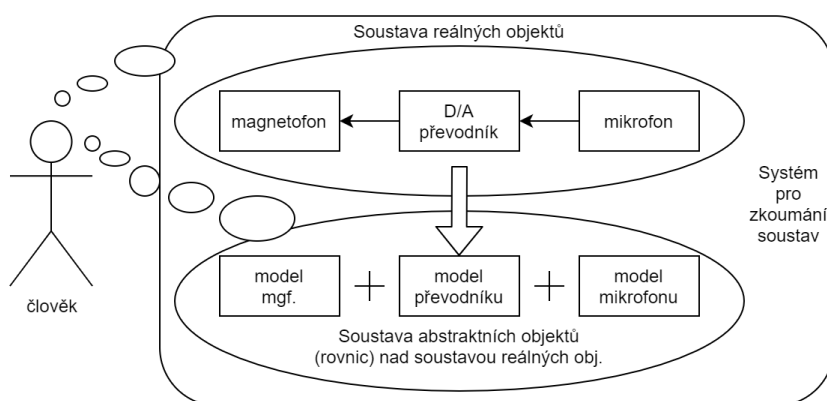 Soustava reálných objektů
magnetofon
D/A
převodník
mikrofon
Systém
pro
zkoumání
soustav
model
mgf.
model
převodníku
model
mikrofonu
člověk
Soustava abstraktních objektů
(rovnic) nad soustavou reálných obj.